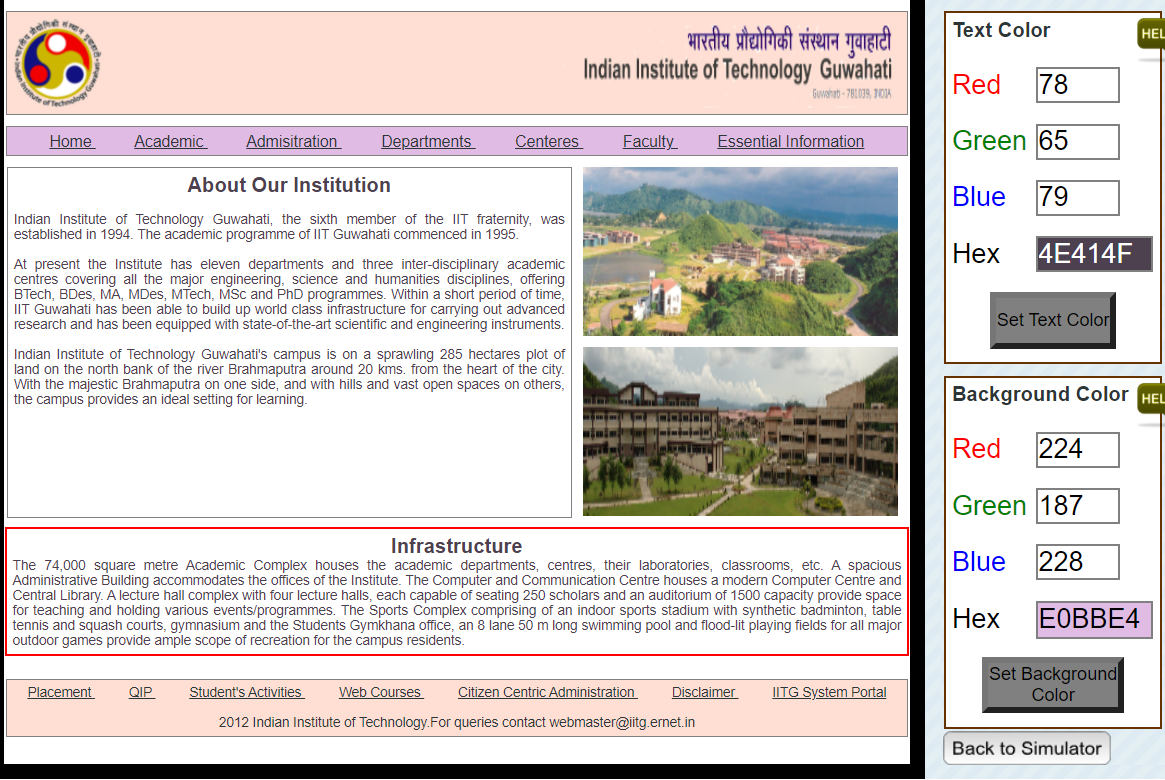 भारतीय प्रौद्योगिकी संस्थान गुवाहाटी
Indian Institute of Technology Guwahati
Guwahati - 781039, INDIA
Home Academic Admisitration Departments Centeres Faculty Essential Information
About Our Institution
Indian Institute of Technology Guwahati, the sixth member of the IIT fraternity, was
established in 1994. The academic programme of IIT Guwahati commenced in 1995.
At present the Institute has eleven departments and three inter-disciplinary academic
centres covering all the major engineering, science and humanities disciplines, offering
BTech, BDes, MA, MDes, MTech, MSc and PhD programmes. Within a short period of time,
IIT Guwahati has been able to build up world class infrastructure for carrying out advanced
research and has been equipped with state-of-the-art scientific and engineering instruments.
Indian Institute of Technology Guwahati's campus is on a sprawling 285 hectares plot of
land on the north bank of the river Brahmaputra around 20 kms. from the heart of the city.
With the majestic Brahmaputra on one side, and with hills and vast open spaces on others,
the campus provides an ideal setting for learning.
Infrastructure
The 74,000 square metre Academic Complex houses the academic departments, centres, their laboratories, classrooms, etc. A spacious
Administrative Building accommodates the offices of the Institute. The Computer and Communication Centre houses a modern Computer Centre and
Central Library. A lecture hall complex with four lecture halls, each capable of seating 250 scholars and an auditorium of 1500 capacity provide space
for teaching and holding various events/programmes. The Sports Complex comprising of an indoor sports stadium with synthetic badminton, table
tennis and squash courts, gymnasium and the Students Gymkhana office, an 8 lane 50 m long swimming pool and flood-lit playing fields for all major
outdoor games provide ample scope of recreation for the campus residents.
Placement QIP Student's Activities Web Courses Citizen Centric Administration Disclaimer IITG System Portal
2012 Indian Institute of Technology.For queries contact webmaster@iitg.ernet.in
Text Color
HEL
Red 78
Green 65
Blue 79
Hex 4E414F
Set Text Color
Background Color
HEL
Red 224
Green 187
Blue 228
Hex E0BBE4
Set Background
Color
Back to Simulator